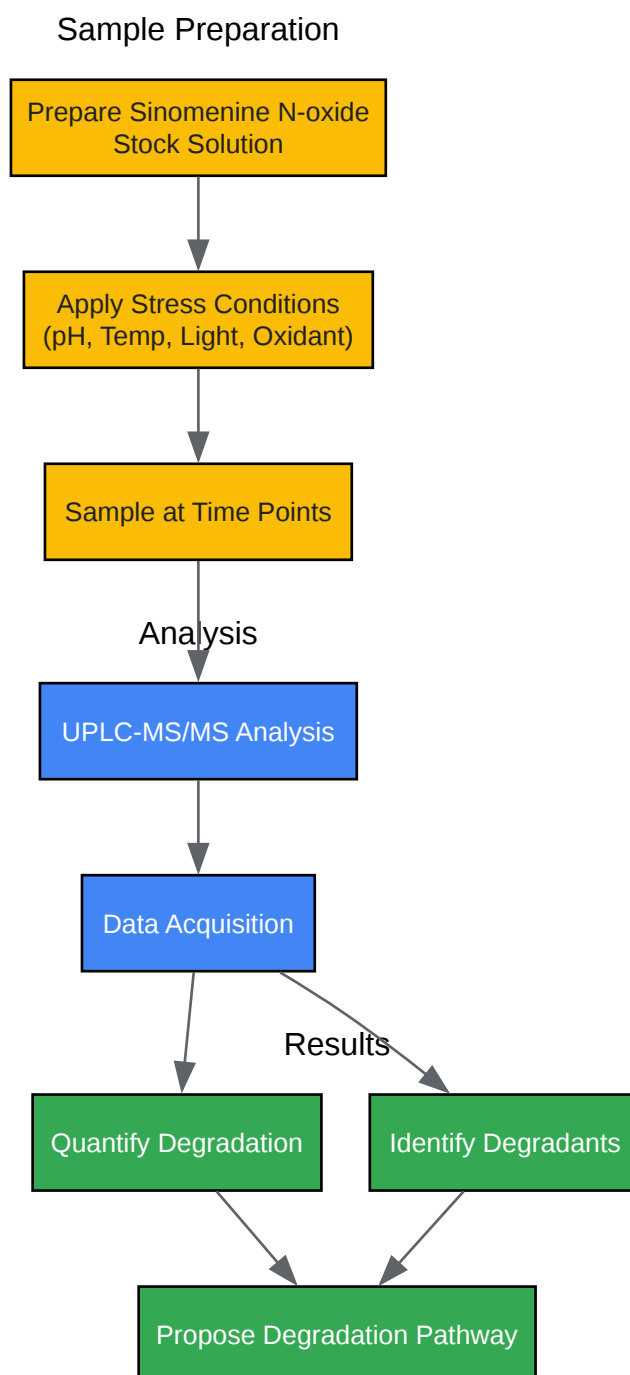 Sample Preparation
Prepare Sinomenine N-oxide
Stock Solution
Apply Stress Conditions
(pH, Temp, Light, Oxidant)
Sample at Time Points
Analysis
UPLC-MS/MS Analysis
Data Acquisition
Results
Quantify Degradation
Identify Degradants
Propose Degradation Pathway